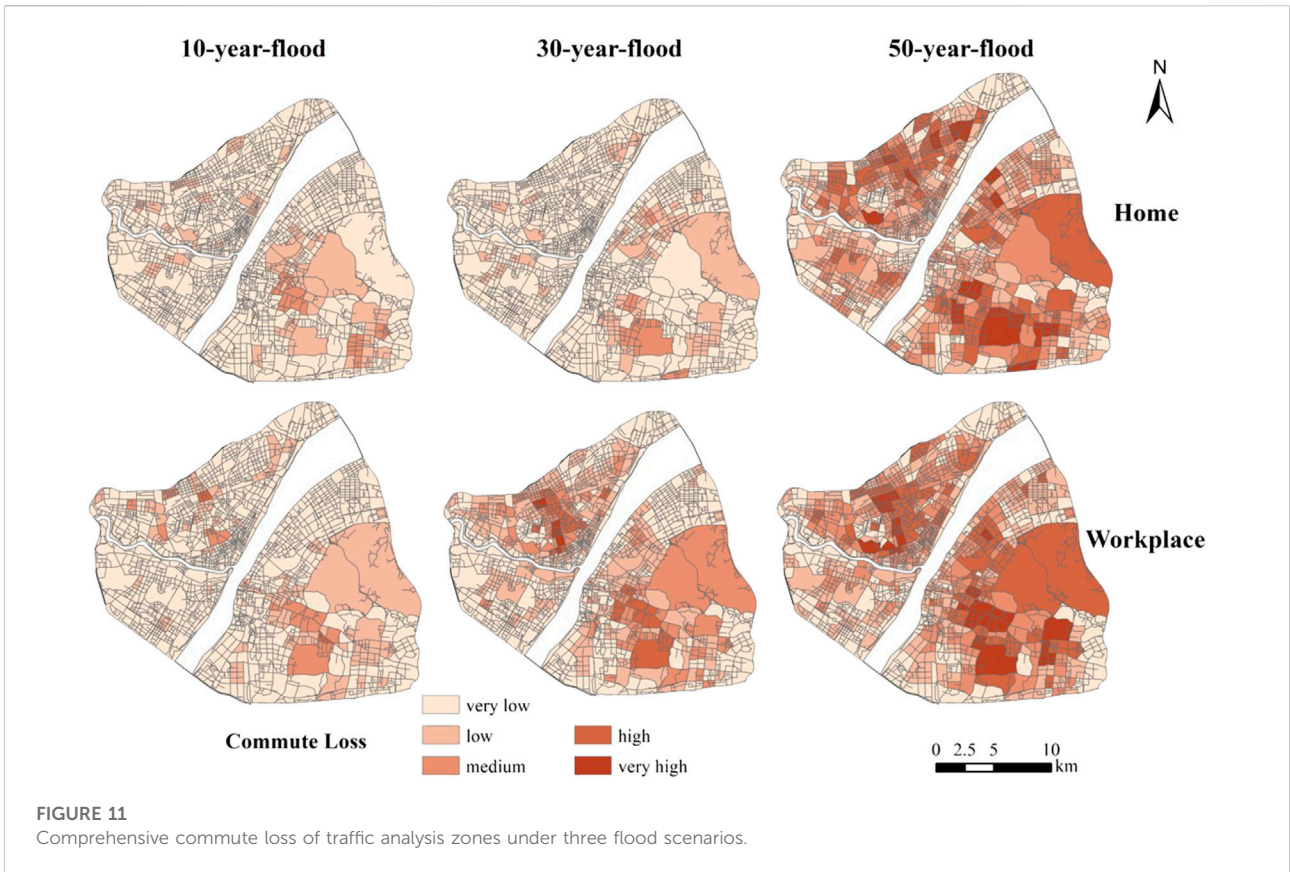 10-year-flood
30-year-flood
50-year-flood
N
Home
Workplace
Commute Loss
very low
low
medium
high
very high
0 2.5 5 10
km
FIGURE 11
Comprehensive commute loss of traffic analysis zones under three flood scenarios.